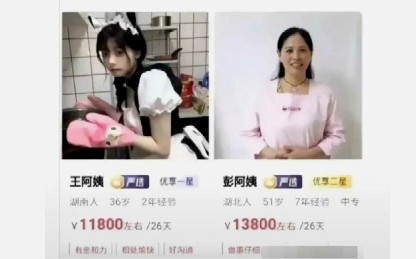 王阿姨 严选 优享一星
湖南人 36岁 2年经验
￥11800左右 /26天
有亲和力 相处愉快 好沟通
彭阿姨 严选 优享二星
湖北人 51岁 7年经验 中专
￥13800左右 /26天
做事仔细